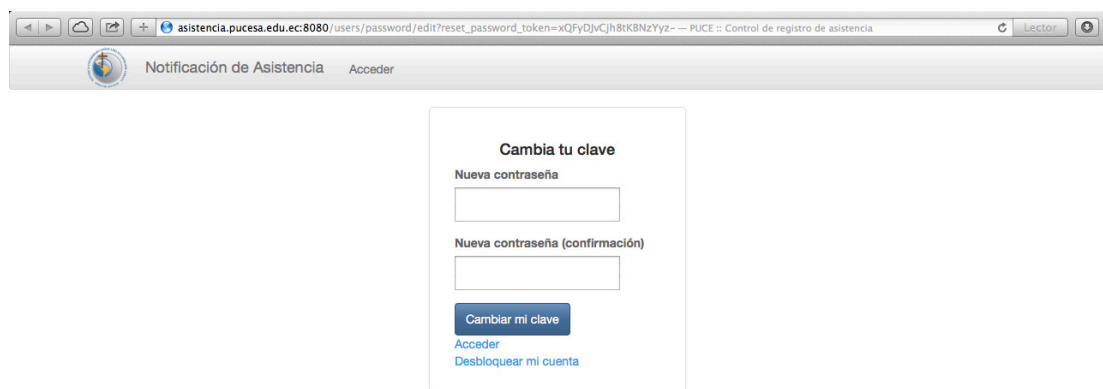 asistencia.pucesa.edu.ec:8080/users/password/edit?reset_password_token=xQFyDJvCJh8tK8NzYyz- — PUCE :: Control de registro de asistencia
Lector
Notificación de Asistencia Acceder
Cambia tu clave
Nueva contraseña
Nueva contraseña (confirmación)
Cambiar mi clave
Acceder
Desbloquear mi cuenta